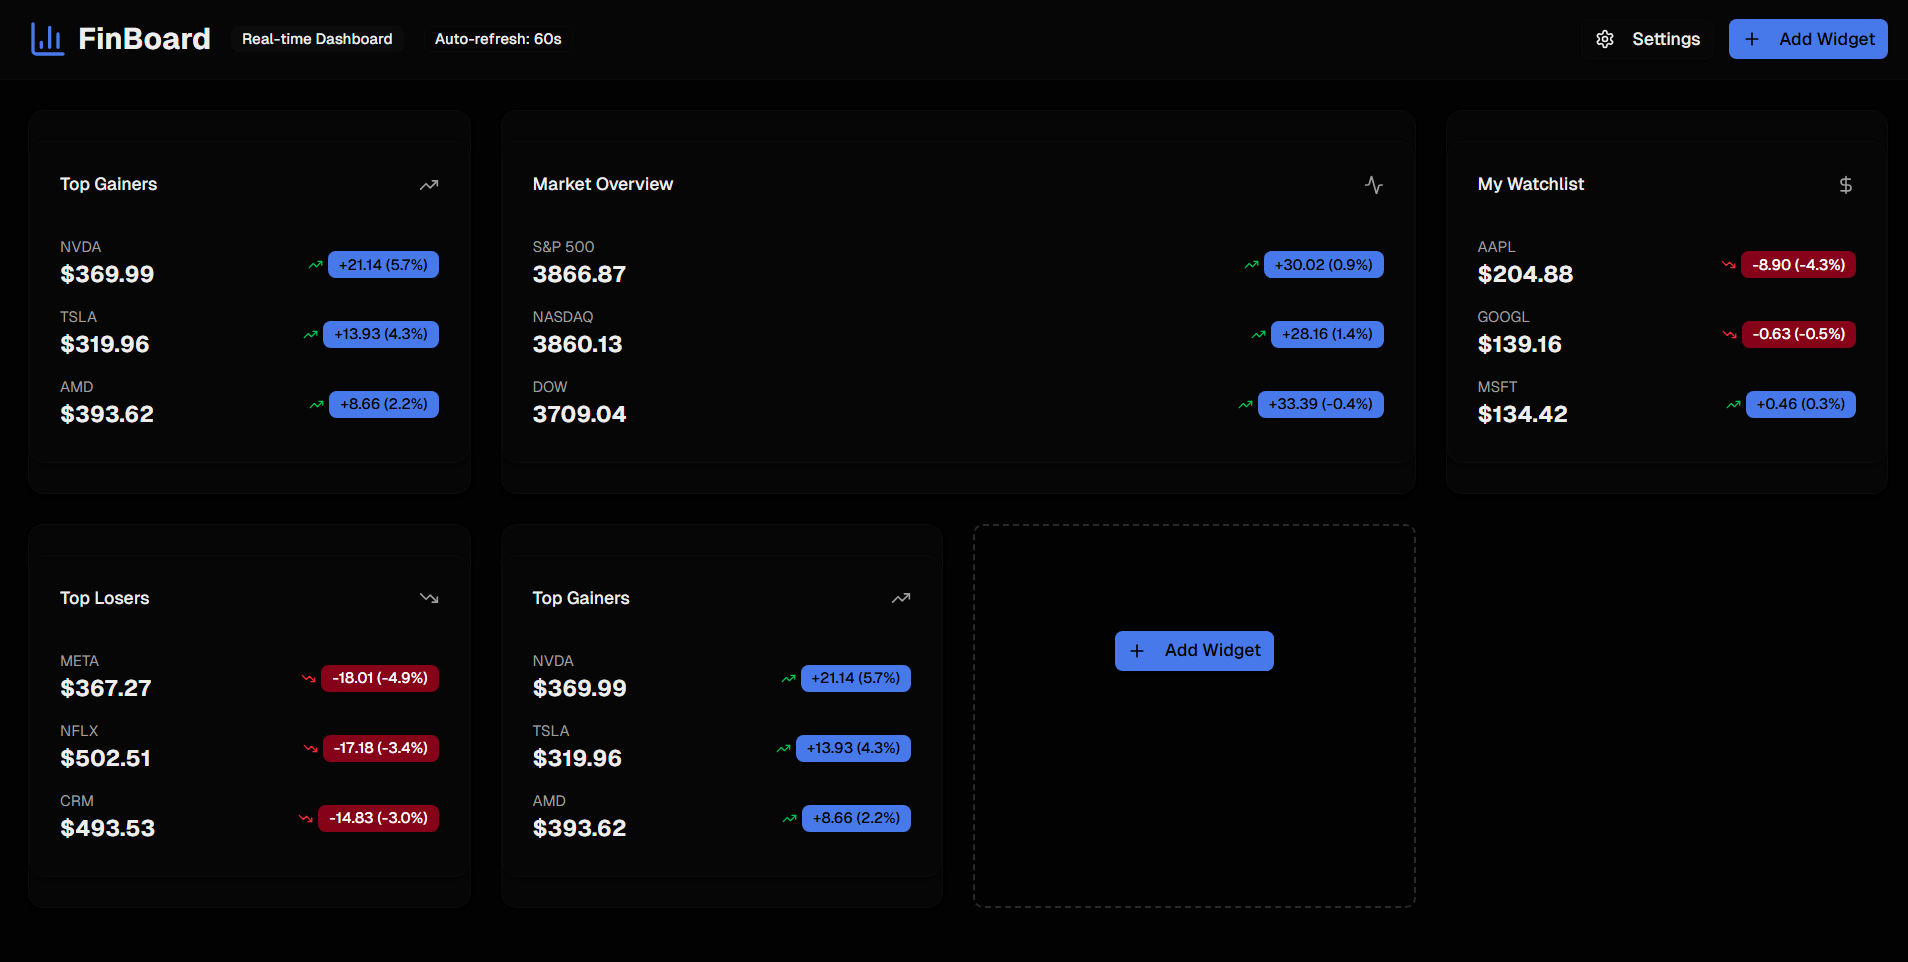 FinBoard
Real-time Dashboard
Auto-refresh: 60s
Settings
Add Widget
Top Gainers
NVDA
$369.99
+21.14 (5.7%)
TSLA
$319.96
+13.93 (4.3%)
AMD
$393.62
+8.66 (2.2%)
Market Overview
S&P 500
3866.87
+30.02 (0.9%)
NASDAQ
3860.13
+28.16 (1.4%)
DOW
3709.04
+33.39 (-0.4%)
My Watchlist
AAPL
$204.88
-8.90 (-4.3%)
GOOGL
$139.16
-0.63 (-0.5%)
MSFT
$134.42
+0.46 (0.3%)
Top Losers
META
$367.27
-18.01 (-4.9%)
NFLX
$502.51
-17.18 (-3.4%)
CRM
$493.53
-14.83 (-3.0%)
Top Gainers
NVDA
$369.99
+21.14 (5.7%)
TSLA
$319.96
+13.93 (4.3%)
AMD
$393.62
+8.66 (2.2%)
Add Widget